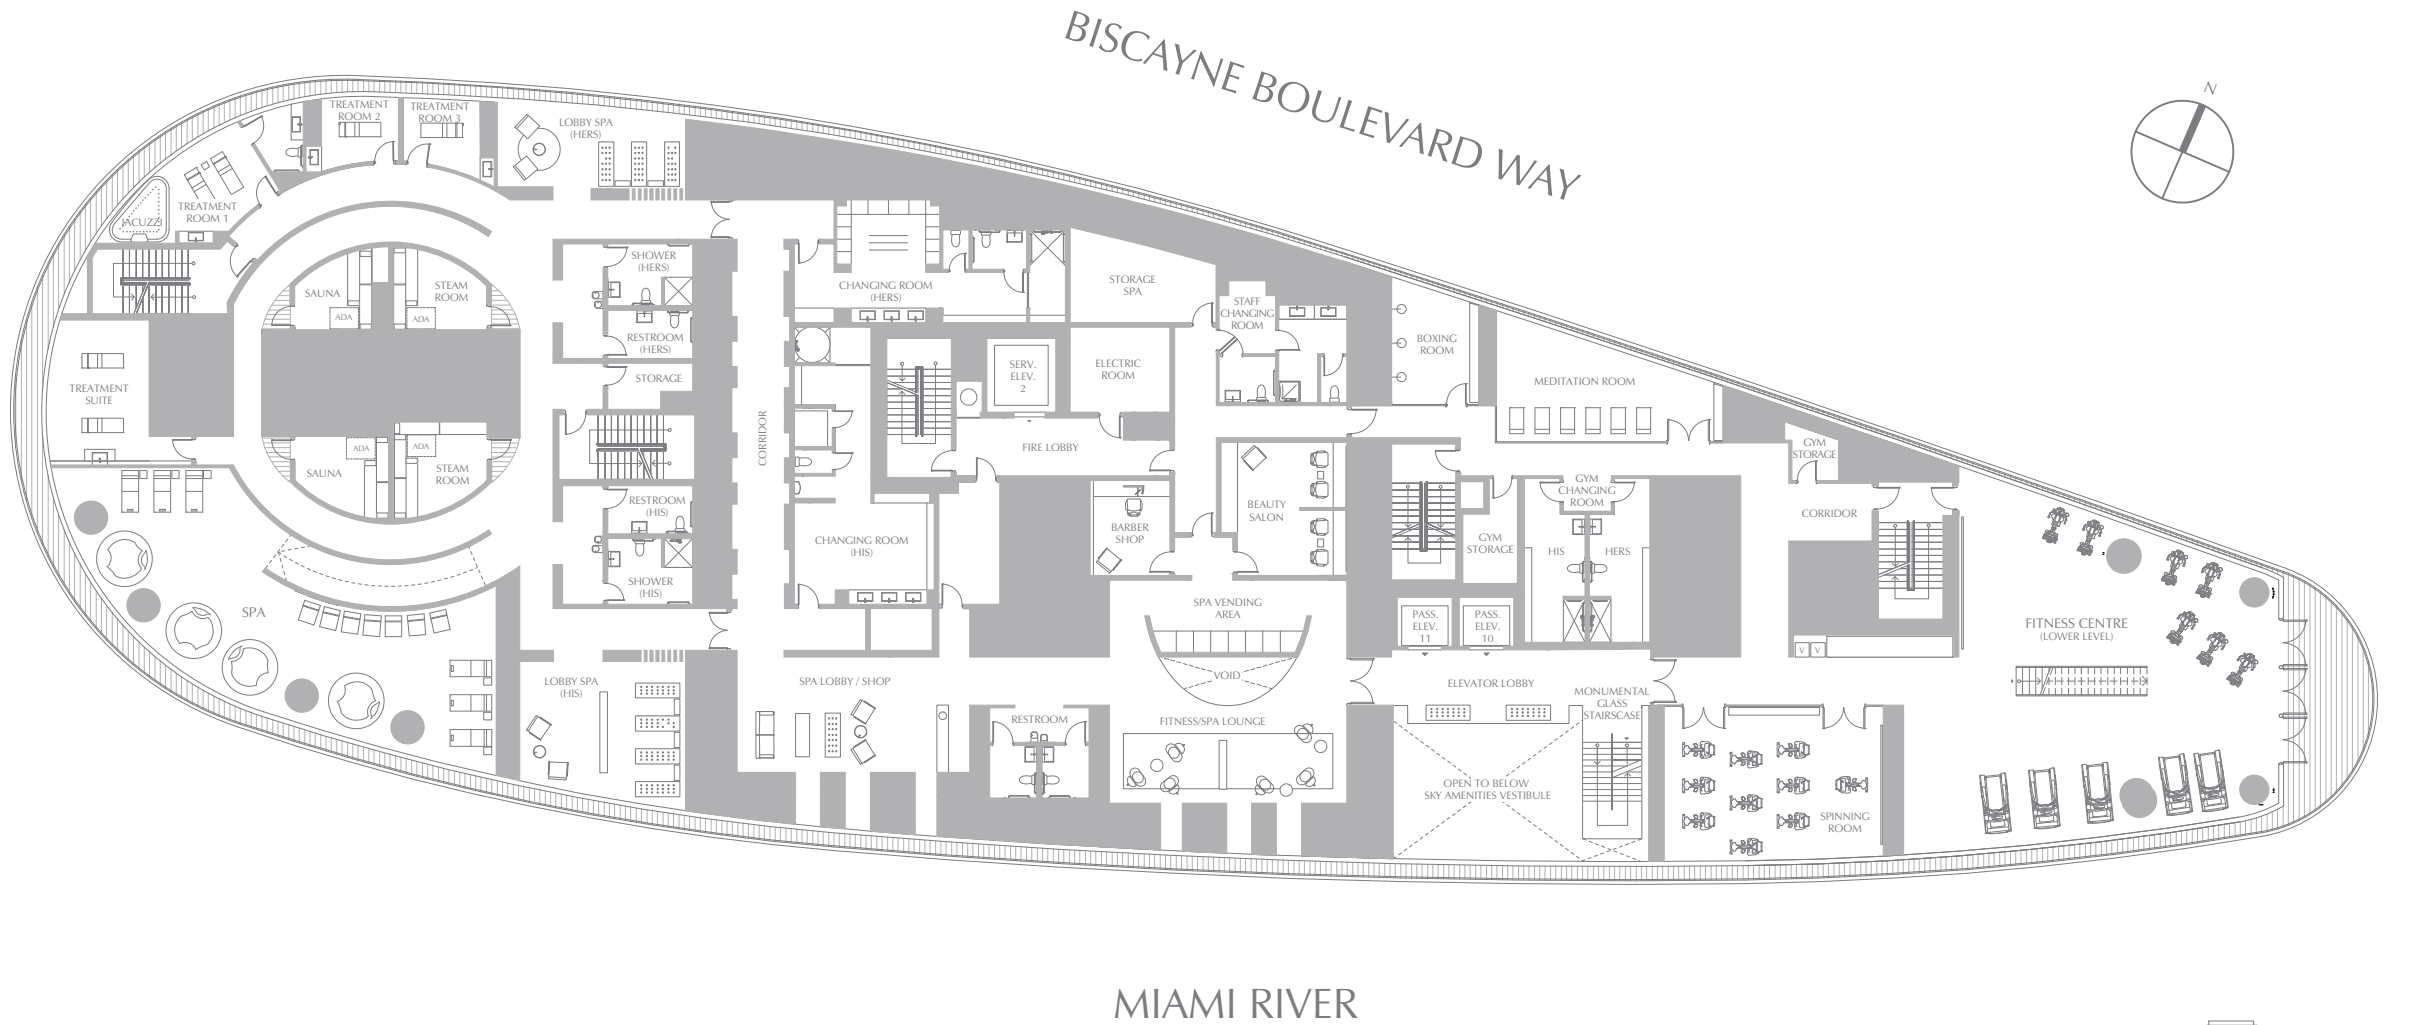 BISCAYNE BOULEVARD WAY
N
TREATMENT
ROOM 2
TREATMENT
ROOM 3
LOBBY SPA
(HERS)
JACUZZI
TREATMENT
ROOM 1
SAUNA
ADA
STEAM
ROOM
ADA
SHOWER
(HERS)
RESTROOM
(HERS)
STORAGE
CHANGING ROOM
(HERS)
STORAGE
SPA
STAFF
CHANGING
ROOM
BOXING
ROOM
SERV.
ELEV.
2
ELECTRIC
ROOM
MEDITATION ROOM
TREATMENT
SUITE
CORRIDOR
FIRE LOBBY
GYM
STORAGE
SAUNA
ADA
STEAM
ROOM
ADA
RESTROOM
(HIS)
SHOWER
(HIS)
CHANGING ROOM
(HIS)
BARBER
SHOP
BEAUTY
SALON
GYM
STORAGE
GYM
CHANGING
ROOM
HIS
HERS
CORRIDOR
SPA
SPA VENDING
AREA
PASS.
ELEV.
11
PASS.
ELEV.
10
FITNESS CENTRE
(LOWER LEVEL)
V V
LOBBY SPA
(HIS)
SPA LOBBY / SHOP
VOID
ELEVATOR LOBBY
MONUMENTAL
GLASS
STAIRSCASE
RESTROOM
FITNESS/SPA LOUNGE
OPEN TO BELOW
SKY AMENITIES VESTIBULE
SPINNING
ROOM
MIAMI RIVER